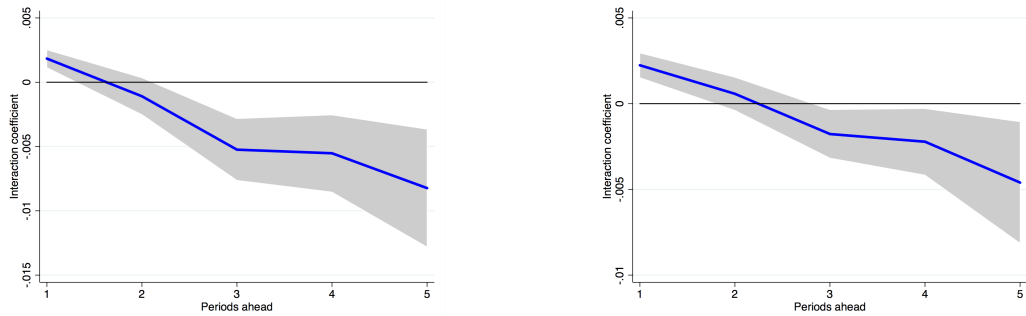 .005
0
-.005
-.01
-.015
Interaction coefficient
1 2 3 4 5
Periods ahead
.005
0
-.005
-.01
Interaction coefficient
1 2 3 4 5
Periods ahead